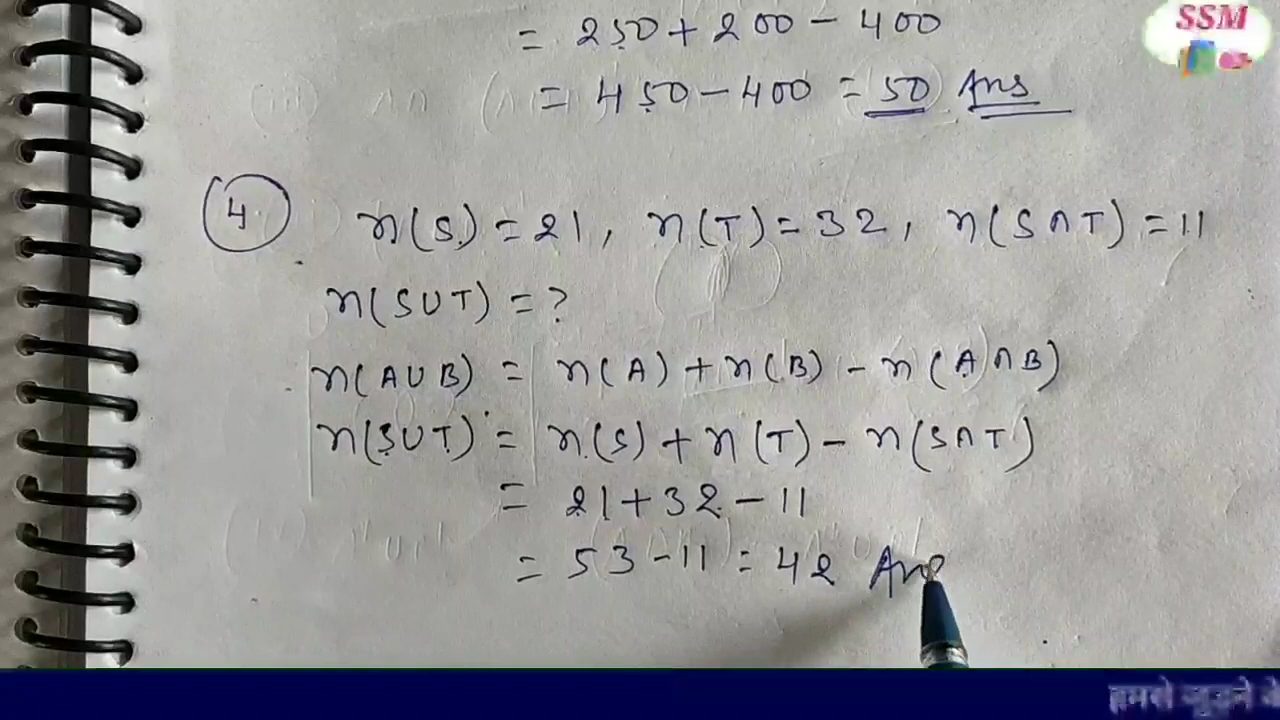 SSM
= 250 + 200 - 400
= 450 - 400 = 50 Ans
4. n(S) = 21, n(T) = 32, n(S∩T) = 11
n(S∪T) = ?
n(A∪B) = n(A) + n(B) - n(A∩B)
n(S∪T) = n(S) + n(T) - n(S∩T)
= 21 + 32 - 11
= 53 - 11 = 42 Ans
हमसे जुड़ने के